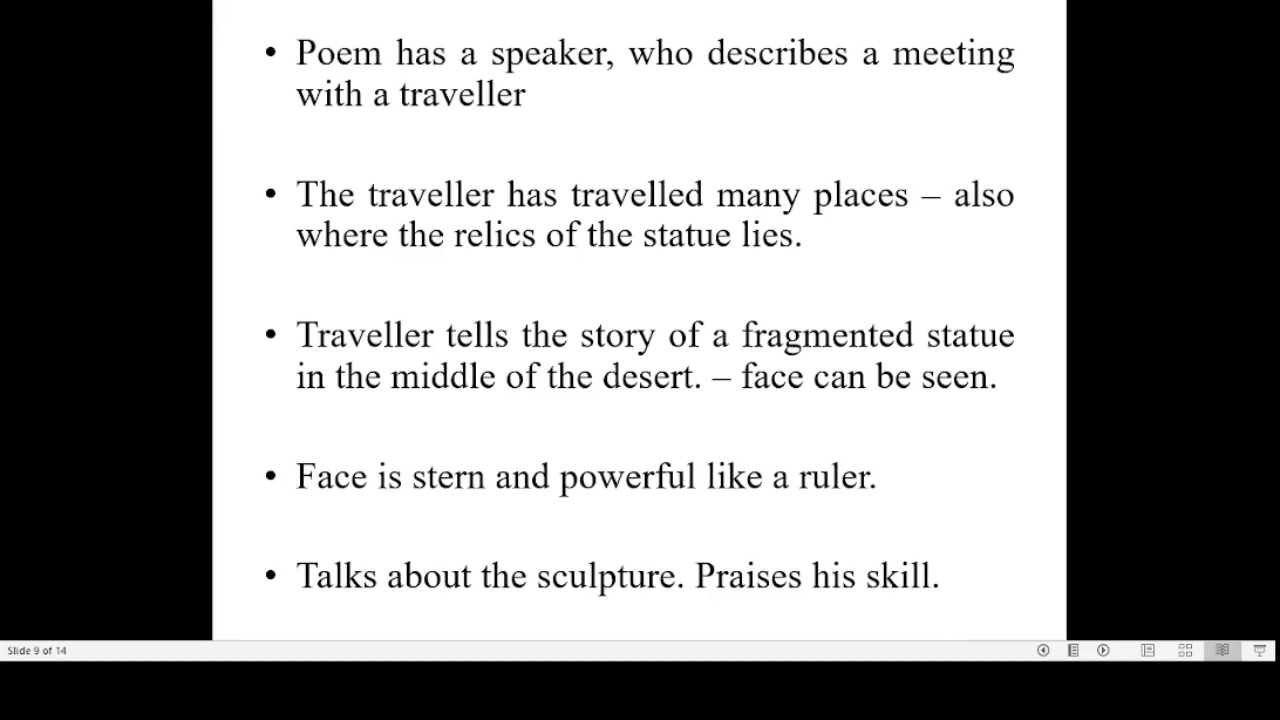 • Poem has a speaker, who describes a meeting
with a traveller
• The traveller has travelled many places – also
where the relics of the statue lies.
• Traveller tells the story of a fragmented statue
in the middle of the desert. – face can be seen.
• Face is stern and powerful like a ruler.
• Talks about the sculpture. Praises his skill.
Slide 9 of 14